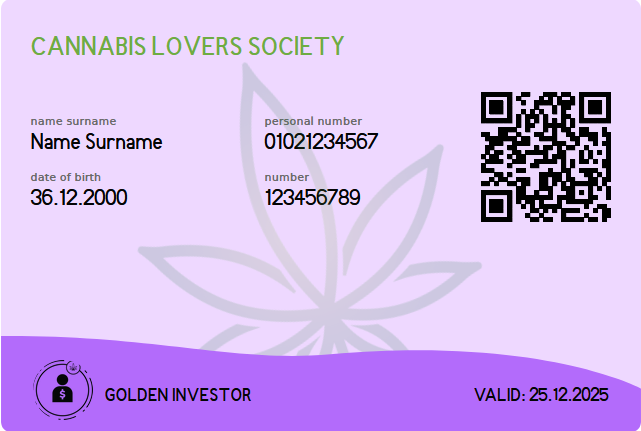 CANNABIS LOVERS SOCIETY
name surname
Name Surname
personal number
01021234567
date of birth
36.12.2000
number
123456789
$
GOLDEN INVESTOR
VALID: 25.12.2025